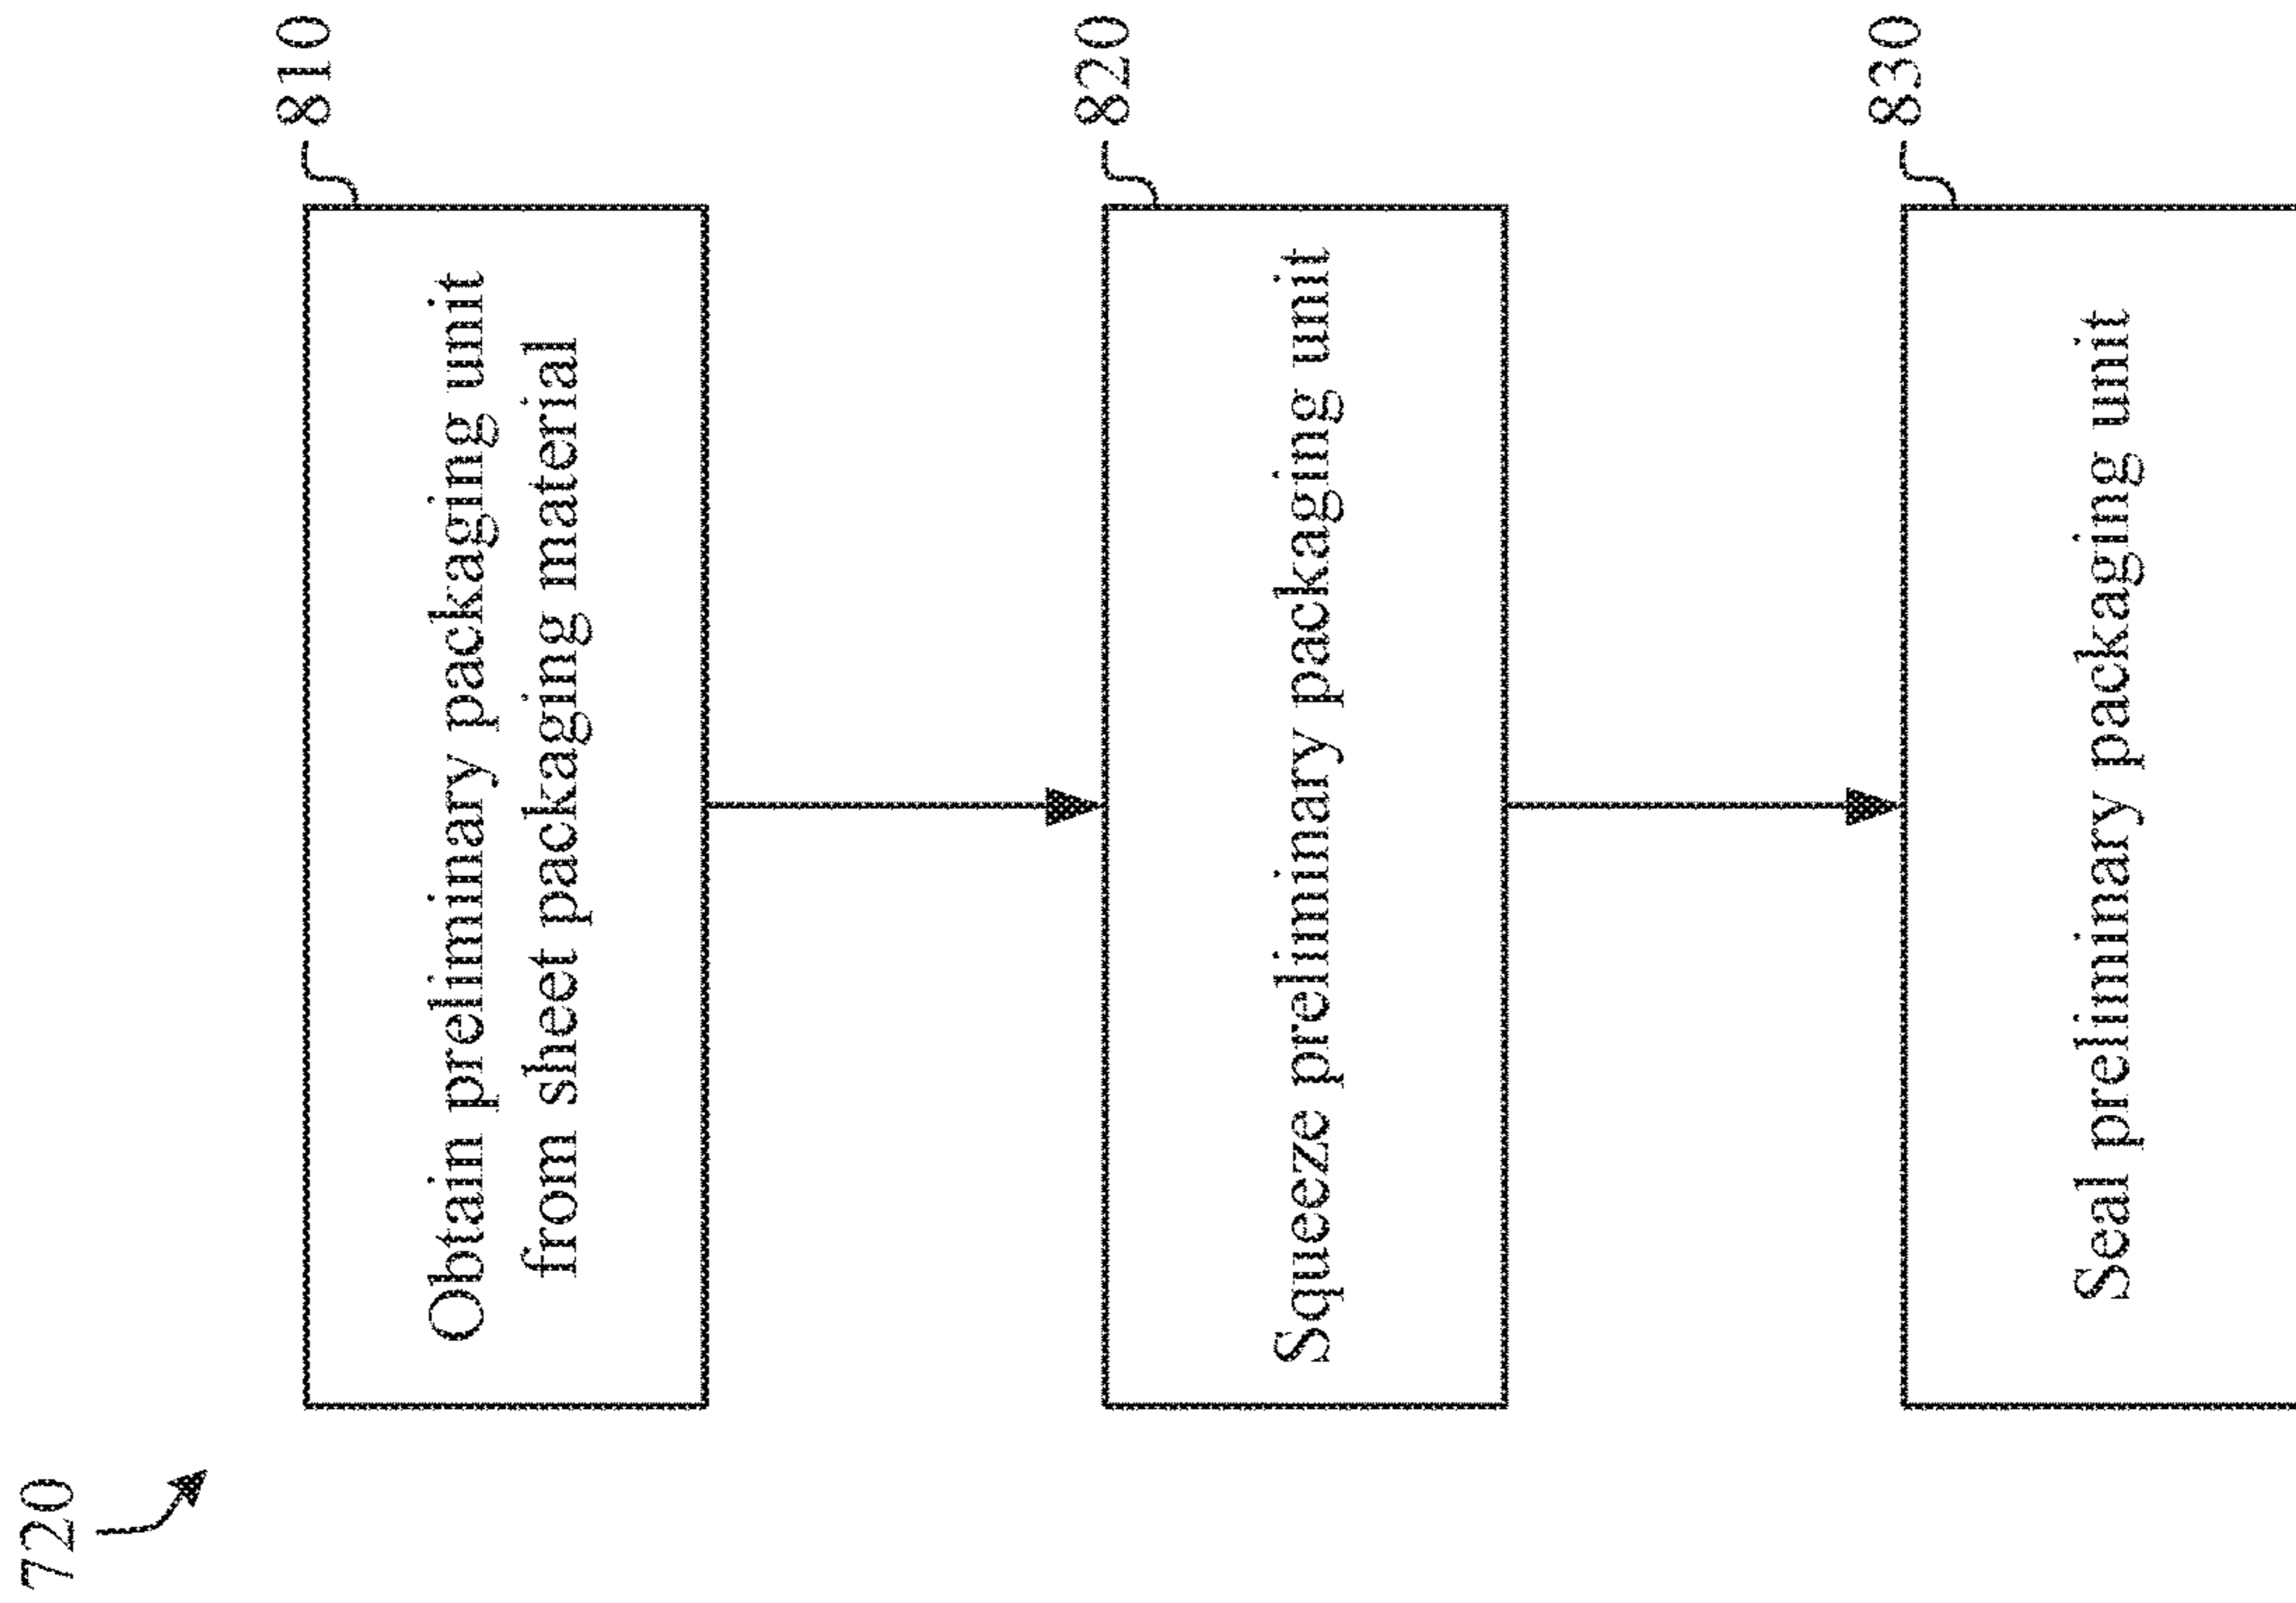 720
810
Obtain preliminary packaging unit
from sheet packaging material
820
Squeeze preliminary packaging unit
830
Seal preliminary packaging unit